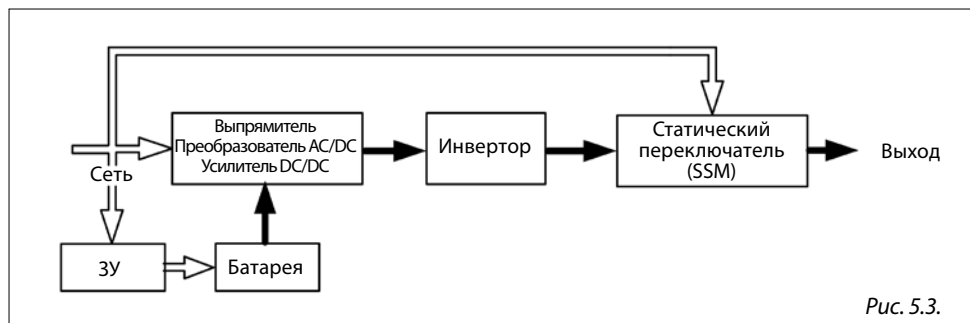 Выпрямитель
Преобразователь AC/DC
Усилитель DC/DC
Инвертор
Статический
переключатель
(SSM)
Выход
Сеть
ЗУ
Батарея
Рис. 5.3.